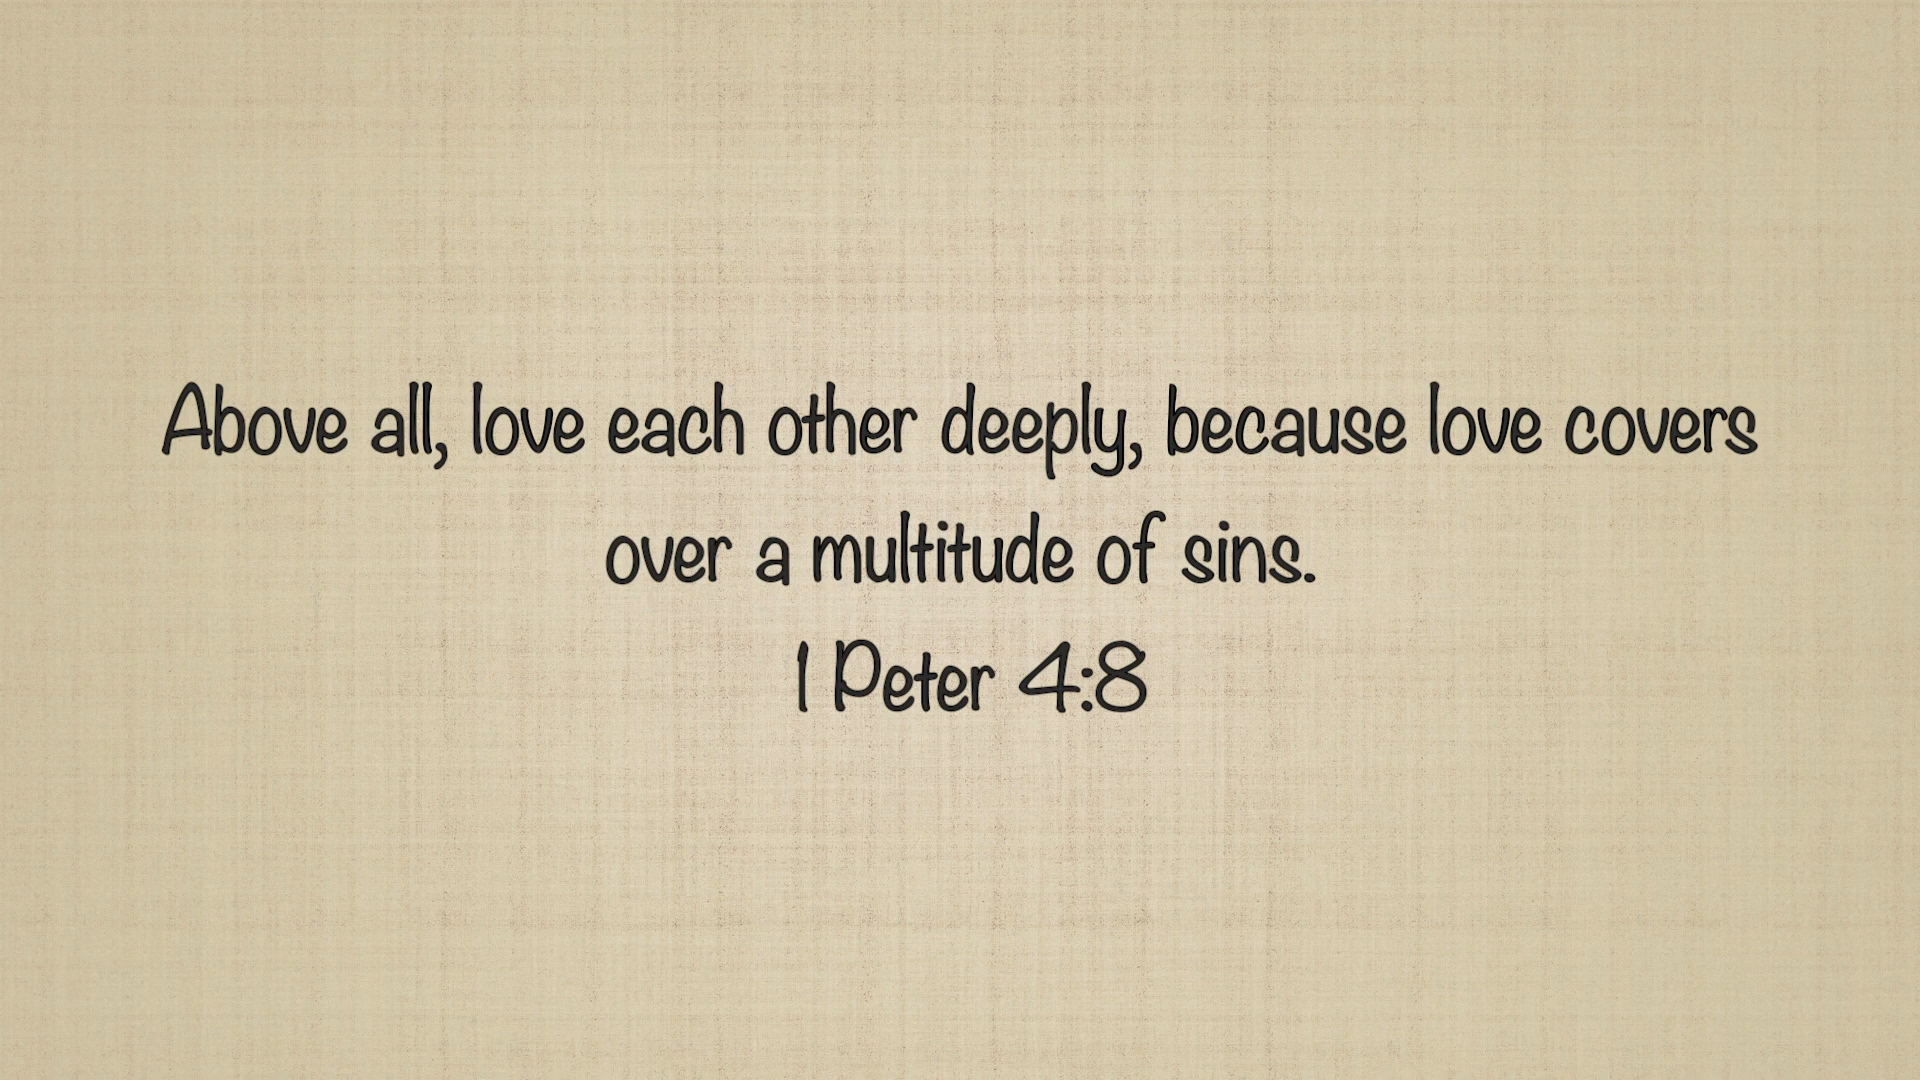 Above all, love each other deeply, because love covers
over a multitude of sins.
1 Peter 4:8